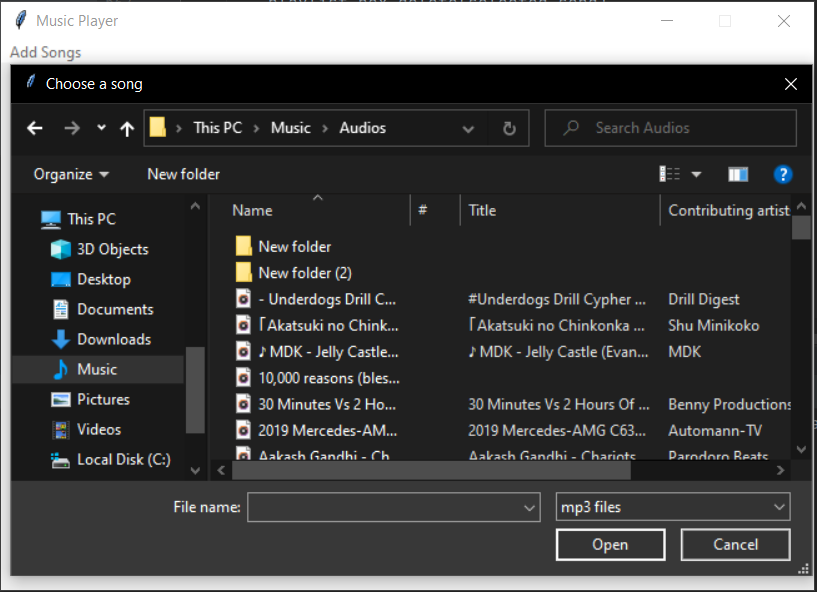 Music Player
Add Songs
Choose a song
This PC > Music > Audios
Search Audios
Organize
New folder
?
This PC
3D Objects
Desktop
Documents
Downloads
Music
Pictures
Videos
Local Disk (C:)
Name # Title Contributing artist
New folder
New folder (2)
- Underdogs Drill C... #Underdogs Drill Cypher ... Drill Digest
「Akatsuki no Chink... 「Akatsuki no Chinkonka ... Shu Minikoko
♪ MDK - Jelly Castle... ♪ MDK - Jelly Castle (Evan... MDK
10,000 reasons (bles...
30 Minutes Vs 2 Ho... 30 Minutes Vs 2 Hours Of ... Benny Productions
2019 Mercedes-AM... 2019 Mercedes-AMG C63... Automann-TV
Aakash Gandhi - Ch... Aakash Gandhi - Chariots ... Parodoro Beats
File name:
mp3 files
Open
Cancel